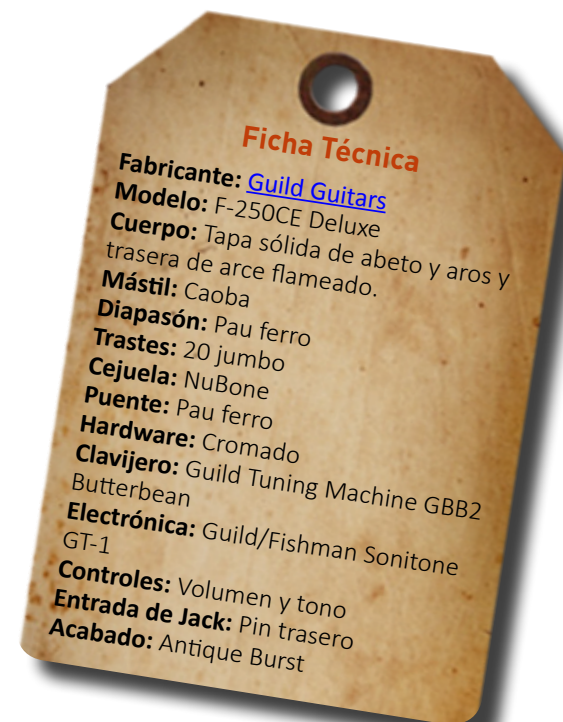 Ficha Técnica
Fabricante: Guild Guitars
Modelo: F-250CE Deluxe
Cuerpo: Tapa sólida de abeto y aros y
trasera de arce flameado.
Mástil: Caoba
Diapasón: Pau ferro
Trastes: 20 jumbo
Cejuela: NuBone
Puente: Pau ferro
Hardware: Cromado
Clavijero: Guild Tuning Machine GBB2
Butterbean
Electrónica: Guild/Fishman Sonitone
GT-1
Controles: Volumen y tono
Entrada de Jack: Pin trasero
Acabado: Antique Burst